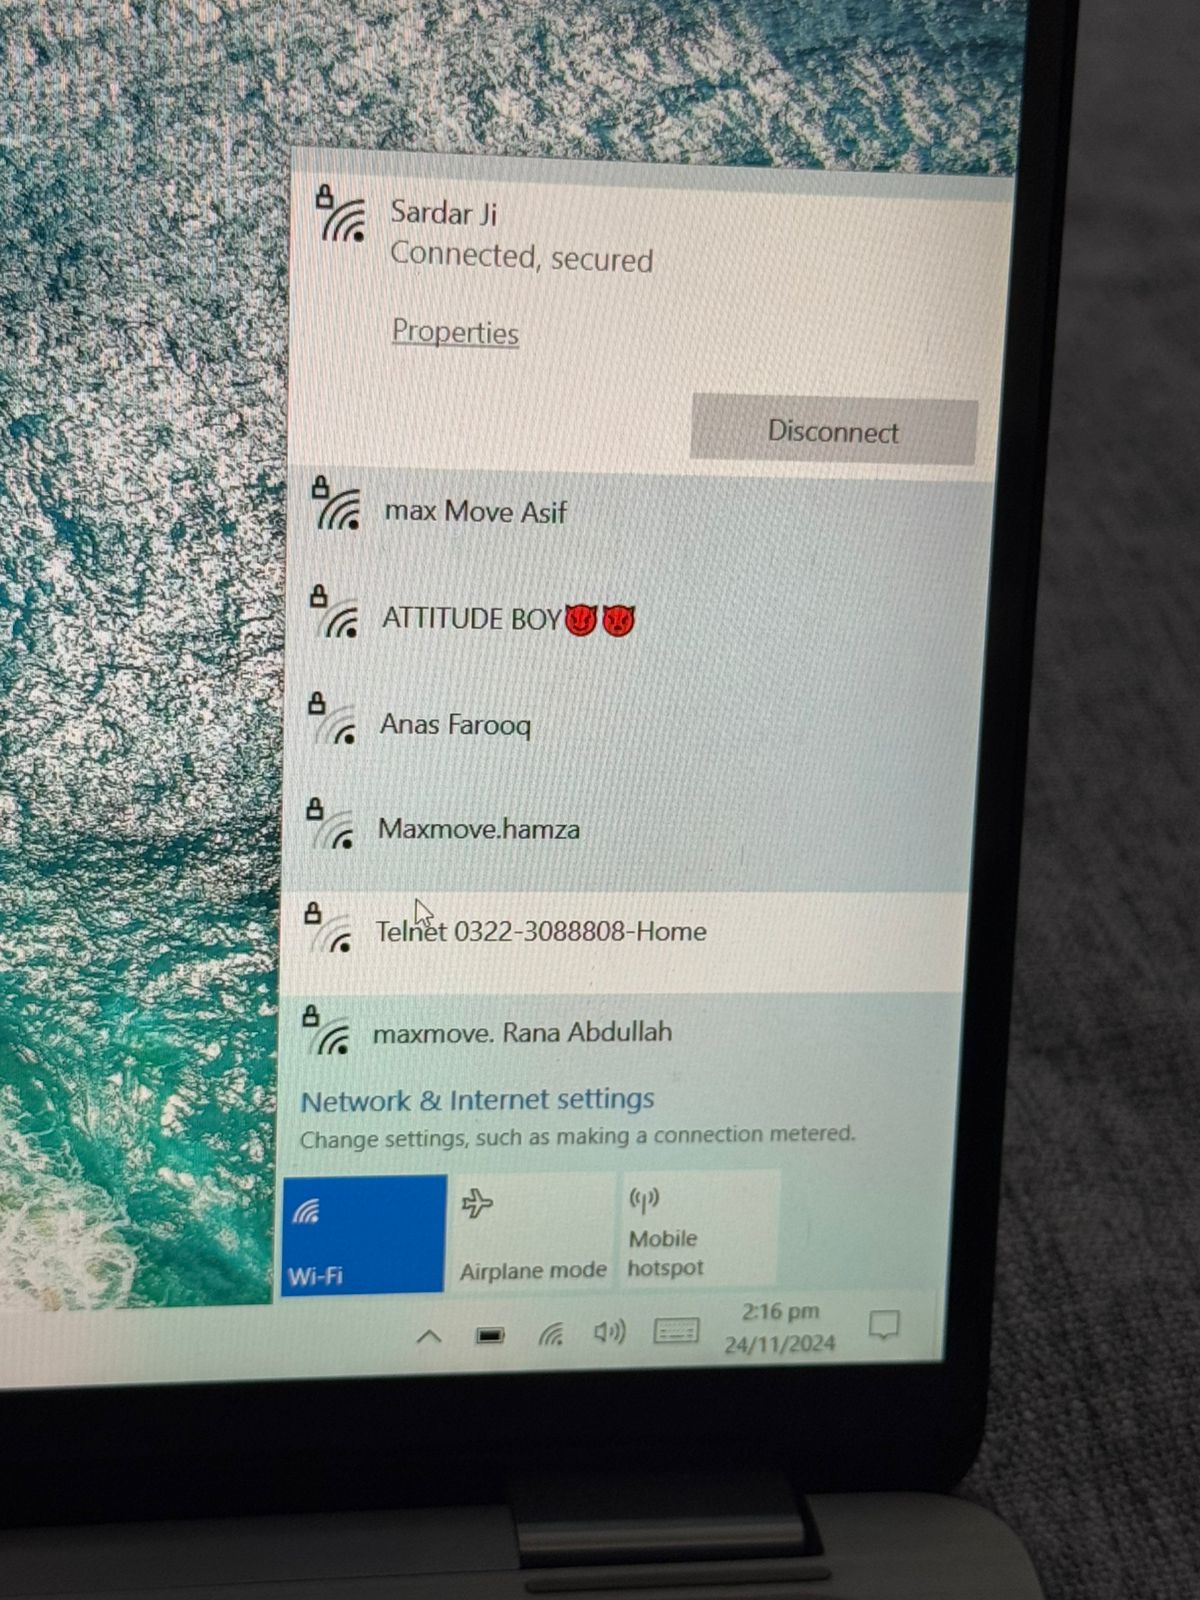 Sardar Ji
Connected, secured
Properties
Disconnect
max Move Asif
ATTITUDE BOY😈👿
Anas Farooq
Maxmove.hamza
Telnet 0322-3088808-Home
maxmove. Rana Abdullah
Network & Internet settings
Change settings, such as making a connection metered.
Wi-Fi
Airplane mode
Mobile
hotspot
2:16 pm
24/11/2024